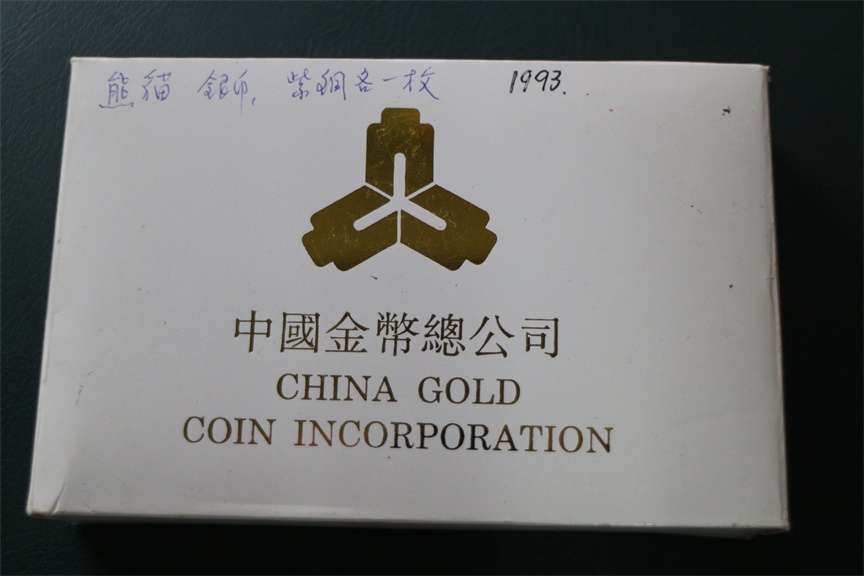 熊猫 銀币, 紫銅各一枚 1993.
中國金幣總公司
CHINA GOLD
COIN INCORPORATION